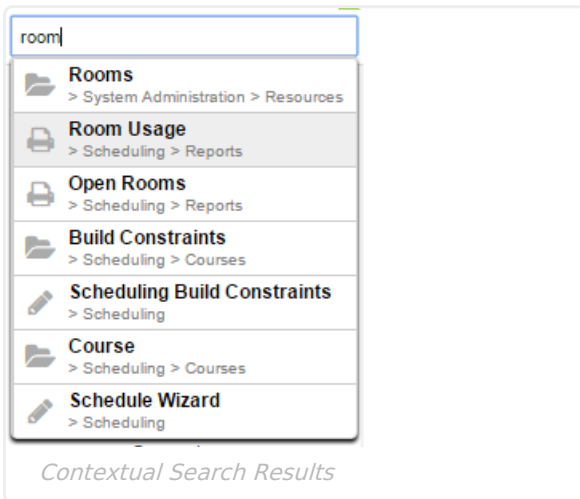 room
Rooms
> System Administration > Resources
Room Usage
> Scheduling > Reports
Open Rooms
> Scheduling > Reports
Build Constraints
> Scheduling > Courses
Scheduling Build Constraints
> Scheduling
Course
> Scheduling > Courses
Schedule Wizard
> Scheduling
Contextual Search Results